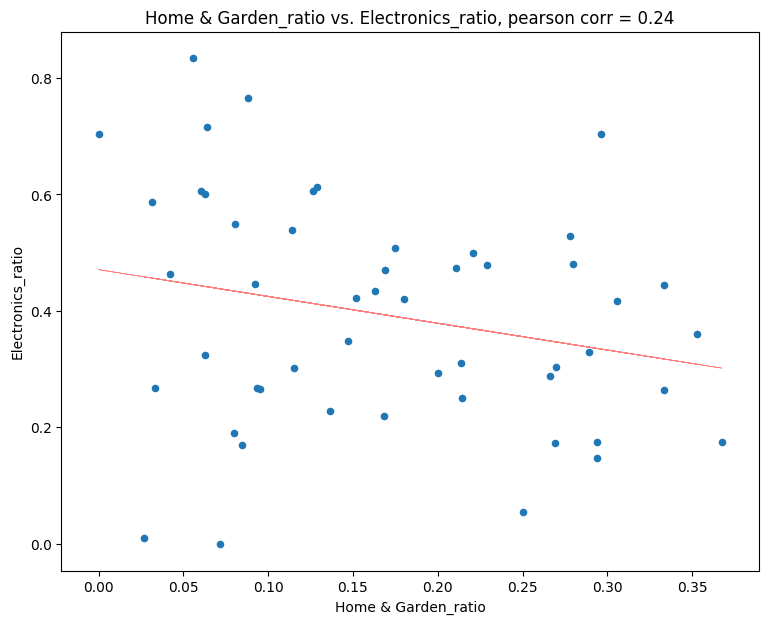 Home & Garden_ratio vs. Electronics_ratio, pearson corr = 0.24
Electronics_ratio
0.8
0.6
0.4
0.2
0.0
0.00 0.05 0.10 0.15 0.20 0.25 0.30 0.35
Home & Garden_ratio